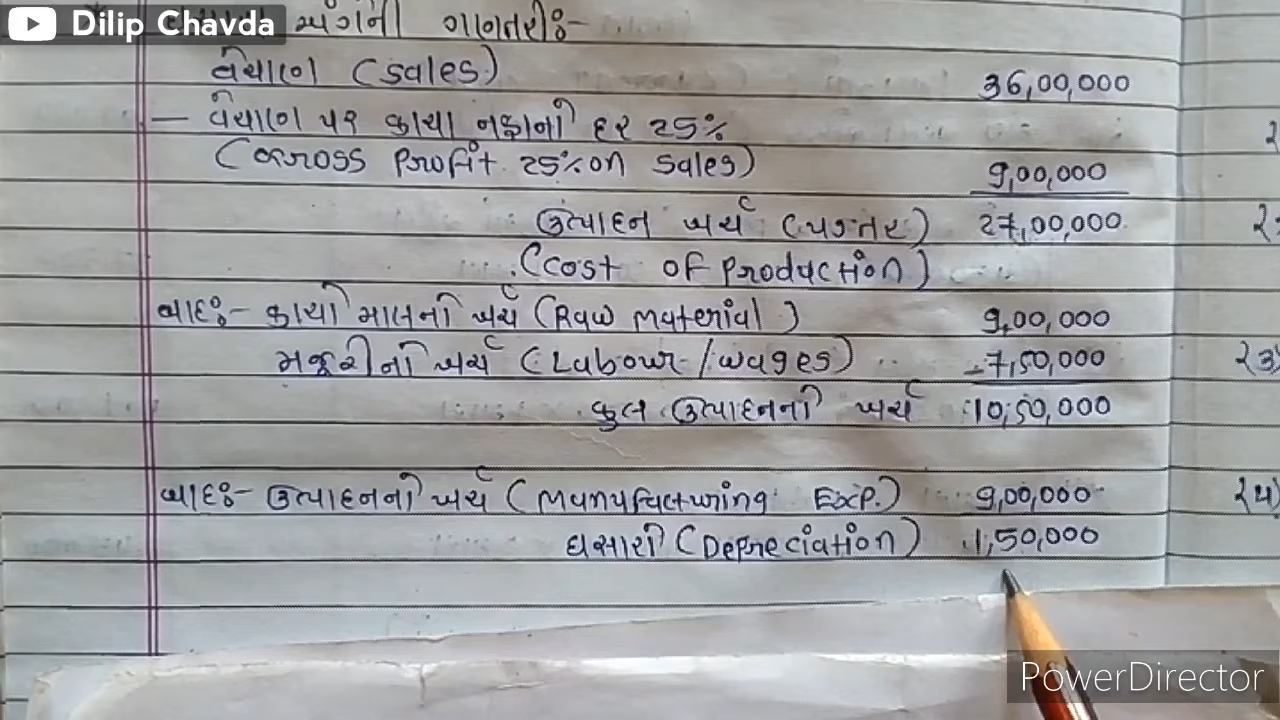 Dilip Chavda
અંગેની ગણતરીઃ-
વેચાણ (Sales) 36,00,000
- વેચાણ પર કાચા નફાનો દર 25%
(Gross Profit 25% on Sales) 9,00,000
ઉત્પાદન ખર્ચ (પડતર) 27,00,000
(Cost of Production)
બાદઃ- કાચો માલનો ખર્ચ (Raw Material) 9,00,000
મજૂરીનો ખર્ચ (Labour/wages) 7,50,000
કુલ ઉત્પાદનનો ખર્ચ 10,50,000
બાદઃ- ઉત્પાદનનો ખર્ચ (Manufacturing Exp.) 9,00,000
ઘસારો (Depreciation) 1,50,000
PowerDirector